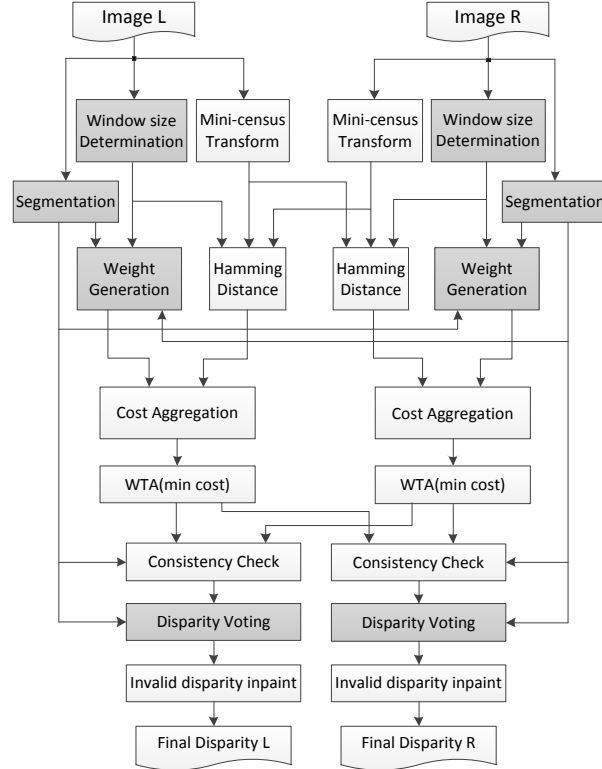 Image L
Image R
Window size
Determination
Mini-census
Transform
Mini-census
Transform
Window size
Determination
Segmentation
Segmentation
Weight
Generation
Hamming
Distance
Hamming
Distance
Weight
Generation
Cost Aggregation
Cost Aggregation
WTA(min cost)
WTA(min cost)
Consistency Check
Consistency Check
Disparity Voting
Disparity Voting
Invalid disparity inpaint
Invalid disparity inpaint
Final Disparity L
Final Disparity R